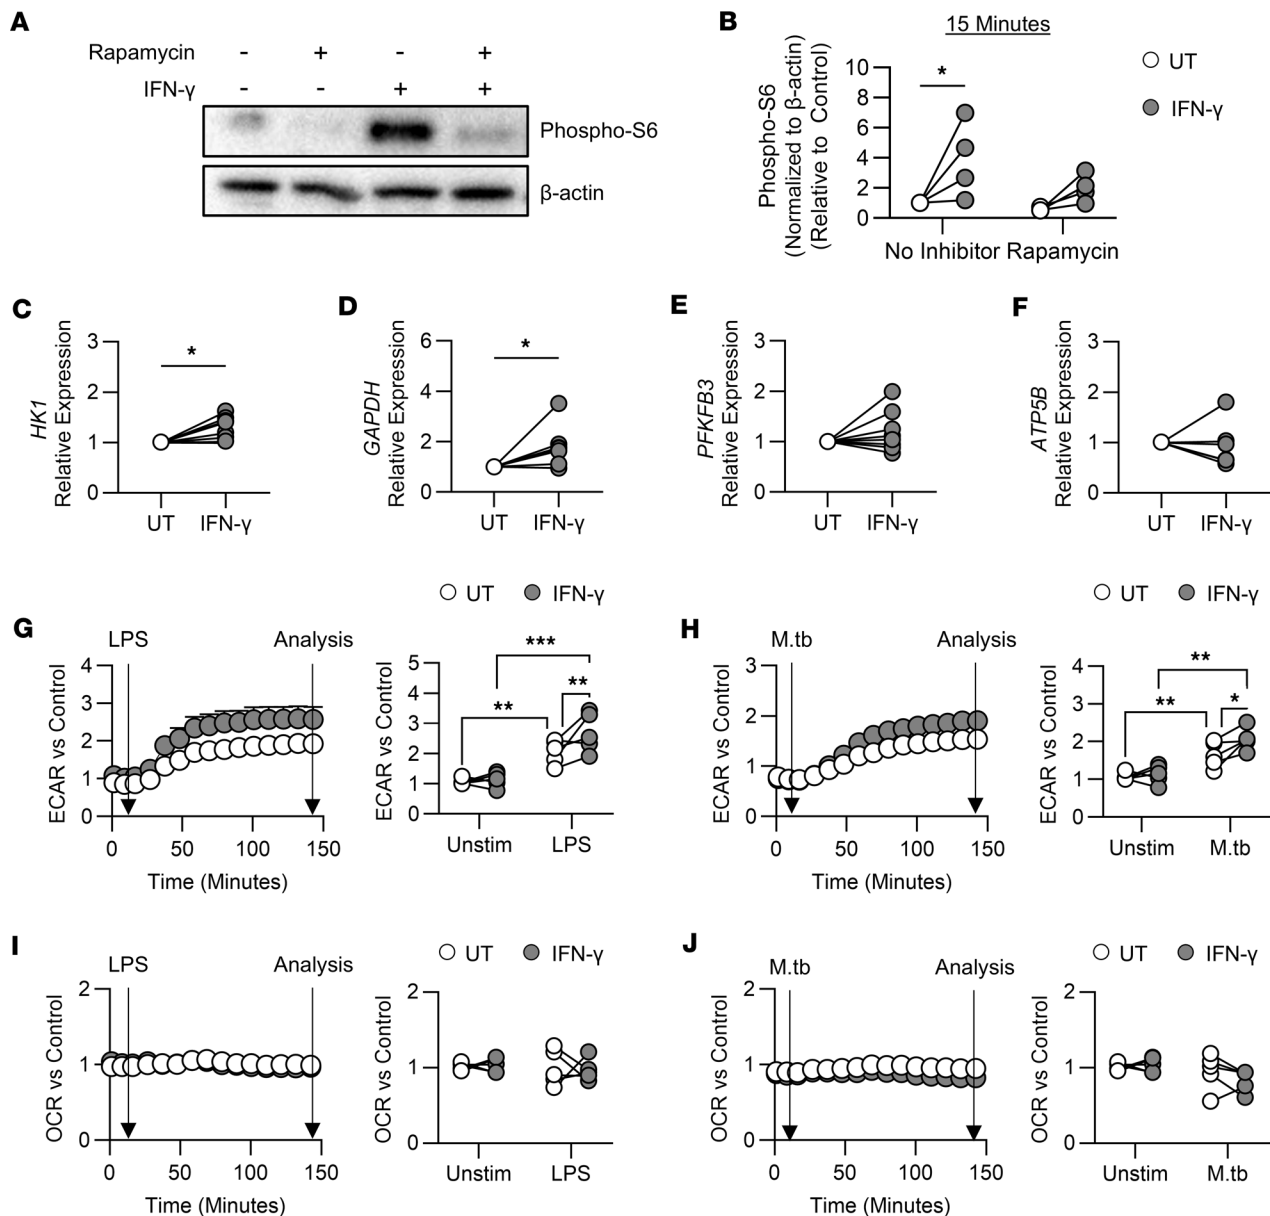 A
Rapamycin - + - +
IFN-γ - - + +
Phospho-S6
β-actin
B
15 Minutes
UT
IFN-γ
Phospho-S6
(Normalized to β-actin)
(Relative to Control)
10
8
6
4
2
0
*
No Inhibitor Rapamycin
C
HK1
Relative Expression
3
2
1
0
*
UT IFN-γ
D
GAPDH
Relative Expression
6
4
2
0
*
UT IFN-γ
E
PFKFB3
Relative Expression
3
2
1
0
UT IFN-γ
F
ATP5B
Relative Expression
3
2
1
0
UT IFN-γ
G
UT IFN-γ
LPS Analysis
ECAR vs Control
4
3
2
1
0
0 50 100 150
Time (Minutes)
ECAR vs Control
5
4
3
2
1
0
***
**
**
Unstim LPS
H
UT IFN-γ
M.tb Analysis
ECAR vs Control
3
2
1
0
0 50 100 150
Time (Minutes)
ECAR vs Control
4
3
2
1
0
**
**
*
Unstim M.tb
I
UT IFN-γ
LPS Analysis
OCR vs Control
2
1
0
0 50 100 150
Time (Minutes)
OCR vs Control
2
1
0
Unstim LPS
J
UT IFN-γ
M.tb Analysis
OCR vs Control
2
1
0
0 50 100 150
Time (Minutes)
OCR vs Control
2
1
0
Unstim M.tb